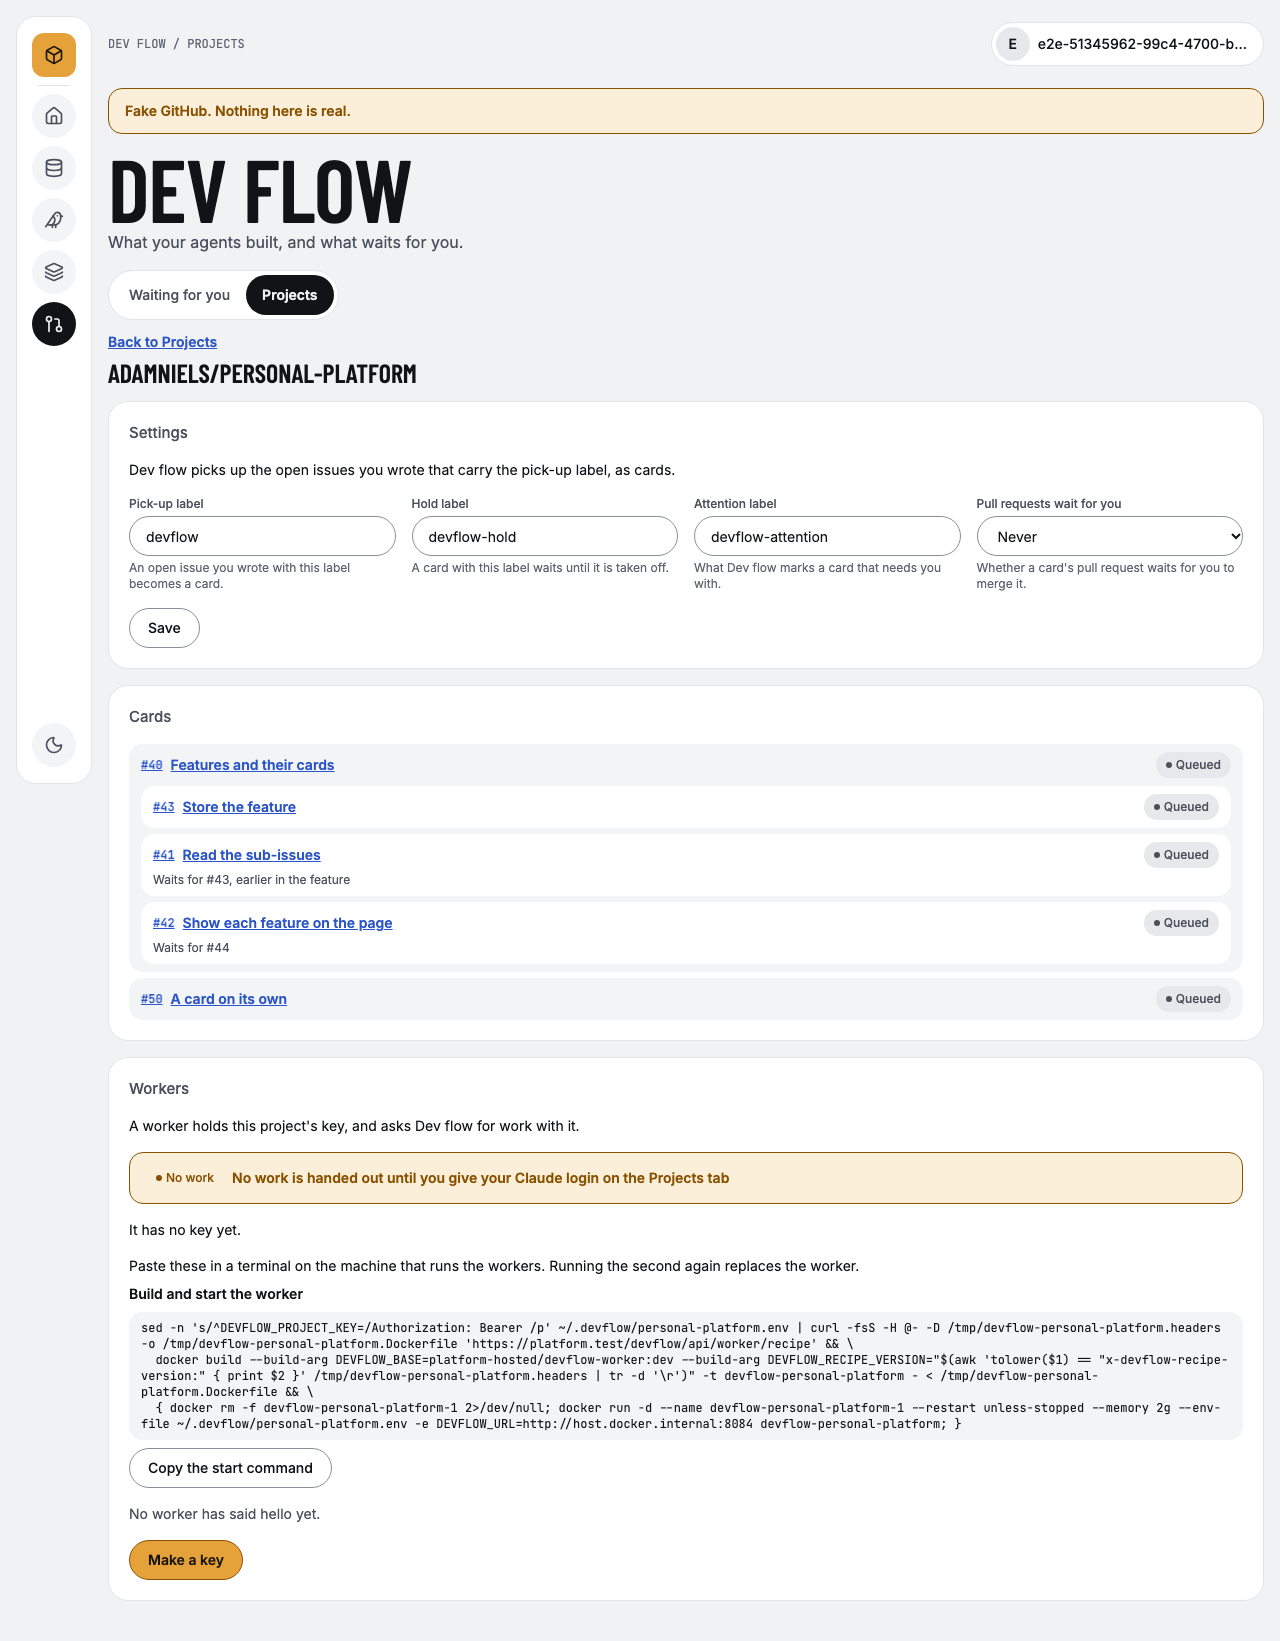 DEV FLOW / PROJECTS
E e2e-51345962-99c4-4700-b...
Fake GitHub. Nothing here is real.
DEV FLOW
What your agents built, and what waits for you.
Waiting for you Projects
Back to Projects
ADAMNIELS/PERSONAL-PLATFORM
Settings
Dev flow picks up the open issues you wrote that carry the pick-up label, as cards.
Pick-up label Hold label Attention label Pull requests wait for you
devflow devflow-hold devflow-attention Never
An open issue you wrote with this label becomes a card.
A card with this label waits until it is taken off.
What Dev flow marks a card that needs you with.
Whether a card's pull request waits for you to merge it.
Save
Cards
#40 Features and their cards Queued
#43 Store the feature Queued
#41 Read the sub-issues Queued
Waits for #43, earlier in the feature
#42 Show each feature on the page Queued
Waits for #44
#50 A card on its own Queued
Workers
A worker holds this project's key, and asks Dev flow for work with it.
No work No work is handed out until you give your Claude login on the Projects tab
It has no key yet.
Paste these in a terminal on the machine that runs the workers. Running the second again replaces the worker.
Build and start the worker
sed -n 's/^DEVFLOW_PROJECT_KEY=/Authorization: Bearer /p' ~/.devflow/personal-platform.env | curl -fsS -H @- -D /tmp/devflow-personal-platform.headers
-o /tmp/devflow-personal-platform.Dockerfile 'https://platform.test/devflow/api/worker/recipe' && \
docker build --build-arg DEVFLOW_BASE=platform-hosted/devflow-worker:dev --build-arg DEVFLOW_RECIPE_VERSION="$(awk 'tolower($1) == "x-devflow-recipe-
version:" { print $2 }' /tmp/devflow-personal-platform.headers | tr -d '\r')" -t devflow-personal-platform - < /tmp/devflow-personal-
platform.Dockerfile && \
{ docker rm -f devflow-personal-platform-1 2>/dev/null; docker run -d --name devflow-personal-platform-1 --restart unless-stopped --memory 2g --env-
file ~/.devflow/personal-platform.env -e DEVFLOW_URL=http://host.docker.internal:8084 devflow-personal-platform; }
Copy the start command
No worker has said hello yet.
Make a key